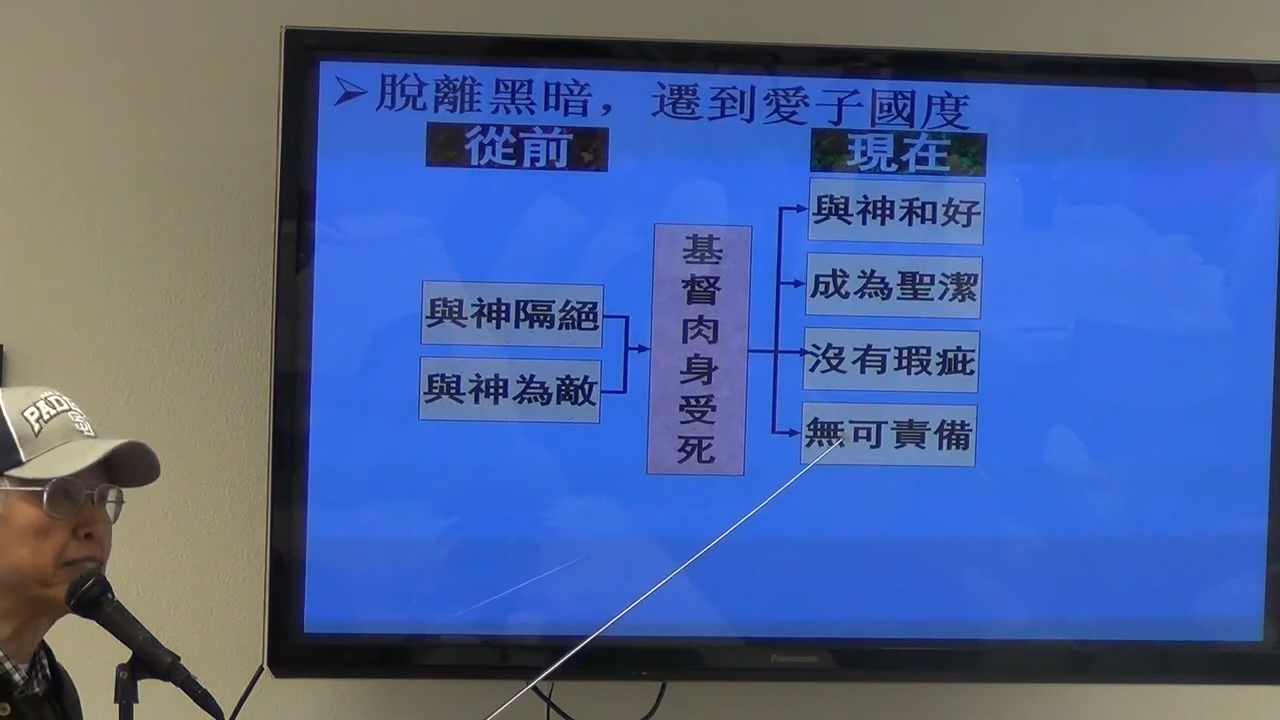 脫離黑暗，遷到愛子國度
從前
現在
與神隔絕
與神為敵
基督肉身受死
與神和好
成為聖潔
沒有瑕疵
無可責備
Panasonic